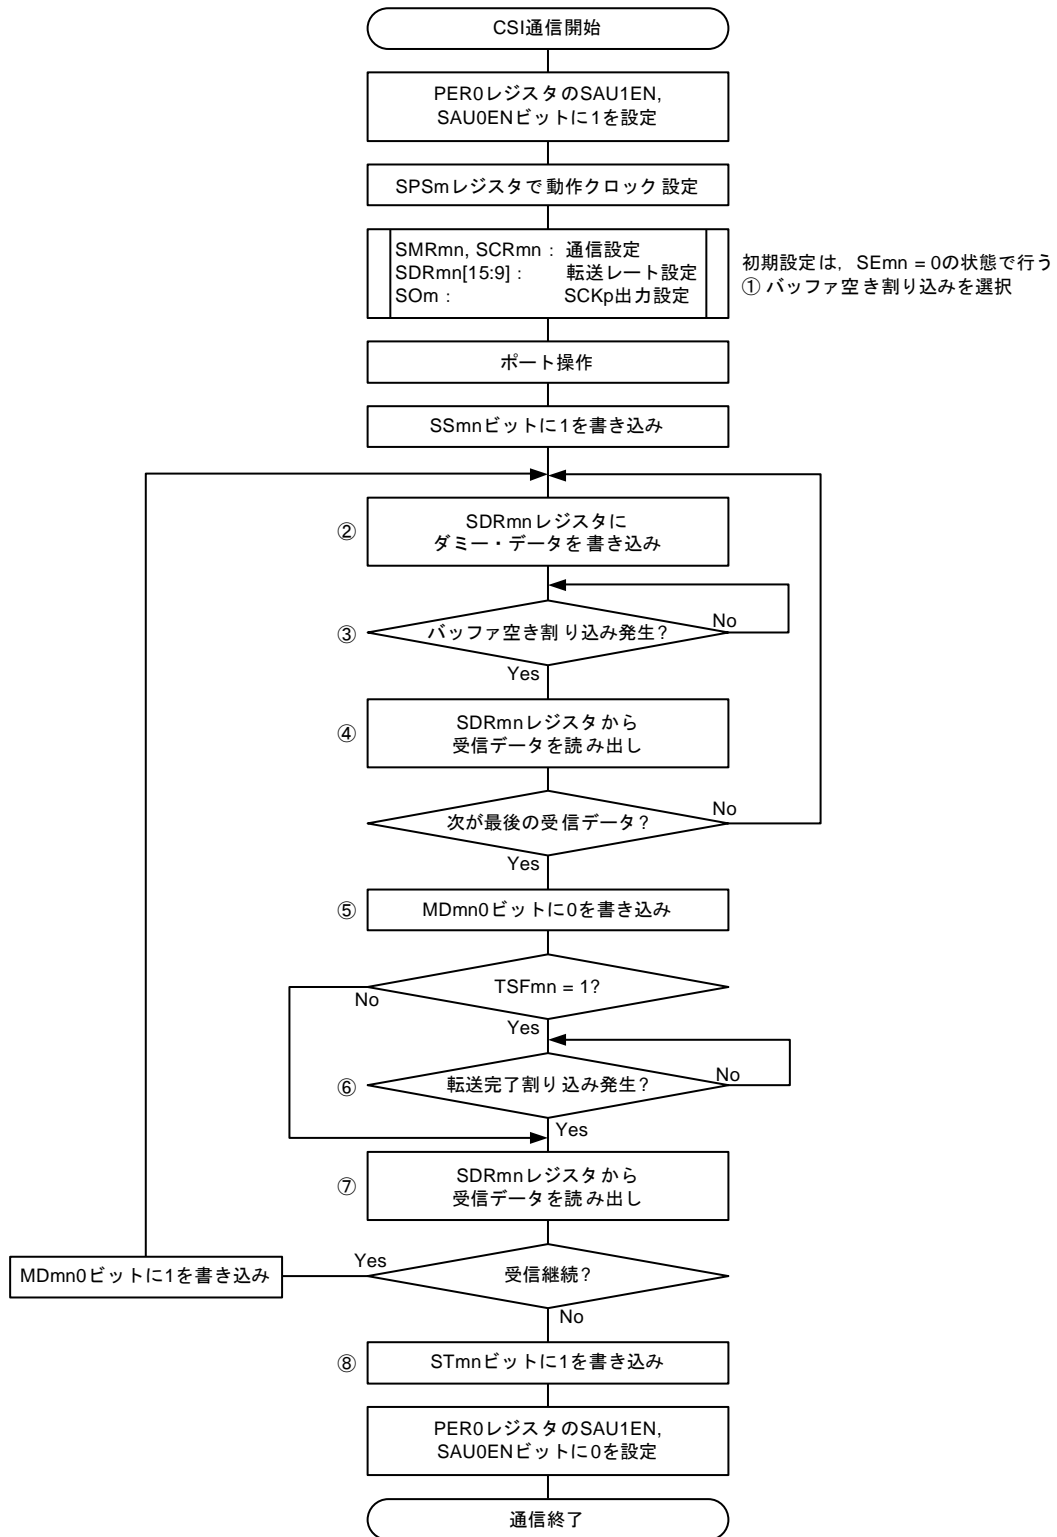 CSI通信開始
PER0レジスタのSAU1EN,
SAU0ENビットに1を設定
SPSmレジスタで動作クロック設定
SMRmn, SCRmn : 通信設定
SDRmn[15:9] : 転送レート設定
SOm : SCKp出力設定
初期設定は, SEmn = 0の状態で行う
① バッファ空き割り込みを選択
ポート操作
SSmnビットに1を書き込み
②
SDRmnレジスタに
ダミー・データを書き込み
③
バッファ空き割り込み発生?
No
Yes
④
SDRmnレジスタから
受信データを読み出し
次が最後の受信データ?
No
Yes
⑤
MDmn0ビットに0を書き込み
TSFmn = 1?
No
Yes
⑥
転送完了割り込み発生?
No
Yes
⑦
SDRmnレジスタから
受信データを読み出し
MDmn0ビットに1を書き込み
Yes
受信継続?
No
⑧
STmnビットに1を書き込み
PER0レジスタのSAU1EN,
SAU0ENビットに0を設定
通信終了